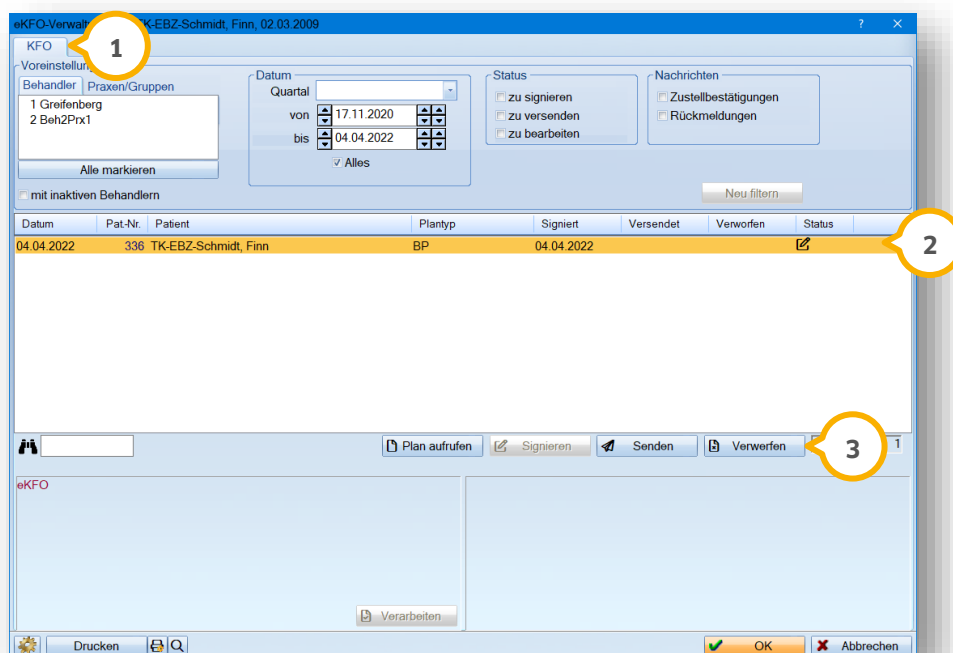 eKFO-Verwalt TK-EBZ-Schmidt, Finn, 02.03.2009 ? ×
KFO
1
Voreinstellung
Behandler Praxen/Gruppen
1 Greifenberg
2 Beh2Prx1
Alle markieren
mit inaktiven Behandlern
Datum
Quartal
von 17.11.2020
bis 04.04.2022
Alles
Status
zu signieren
zu versenden
zu bearbeiten
Nachrichten
Zustellbestätigungen
Rückmeldungen
Neu filtern
Datum Pat.-Nr. Patient Plantyp Signiert Versendet Verworfen Status
04.04.2022 336 TK-EBZ-Schmidt, Finn BP 04.04.2022
2
Plan aufrufen Signieren Senden Verwerfen 1
3
eKFO
Verarbeiten
Drucken OK Abbrechen